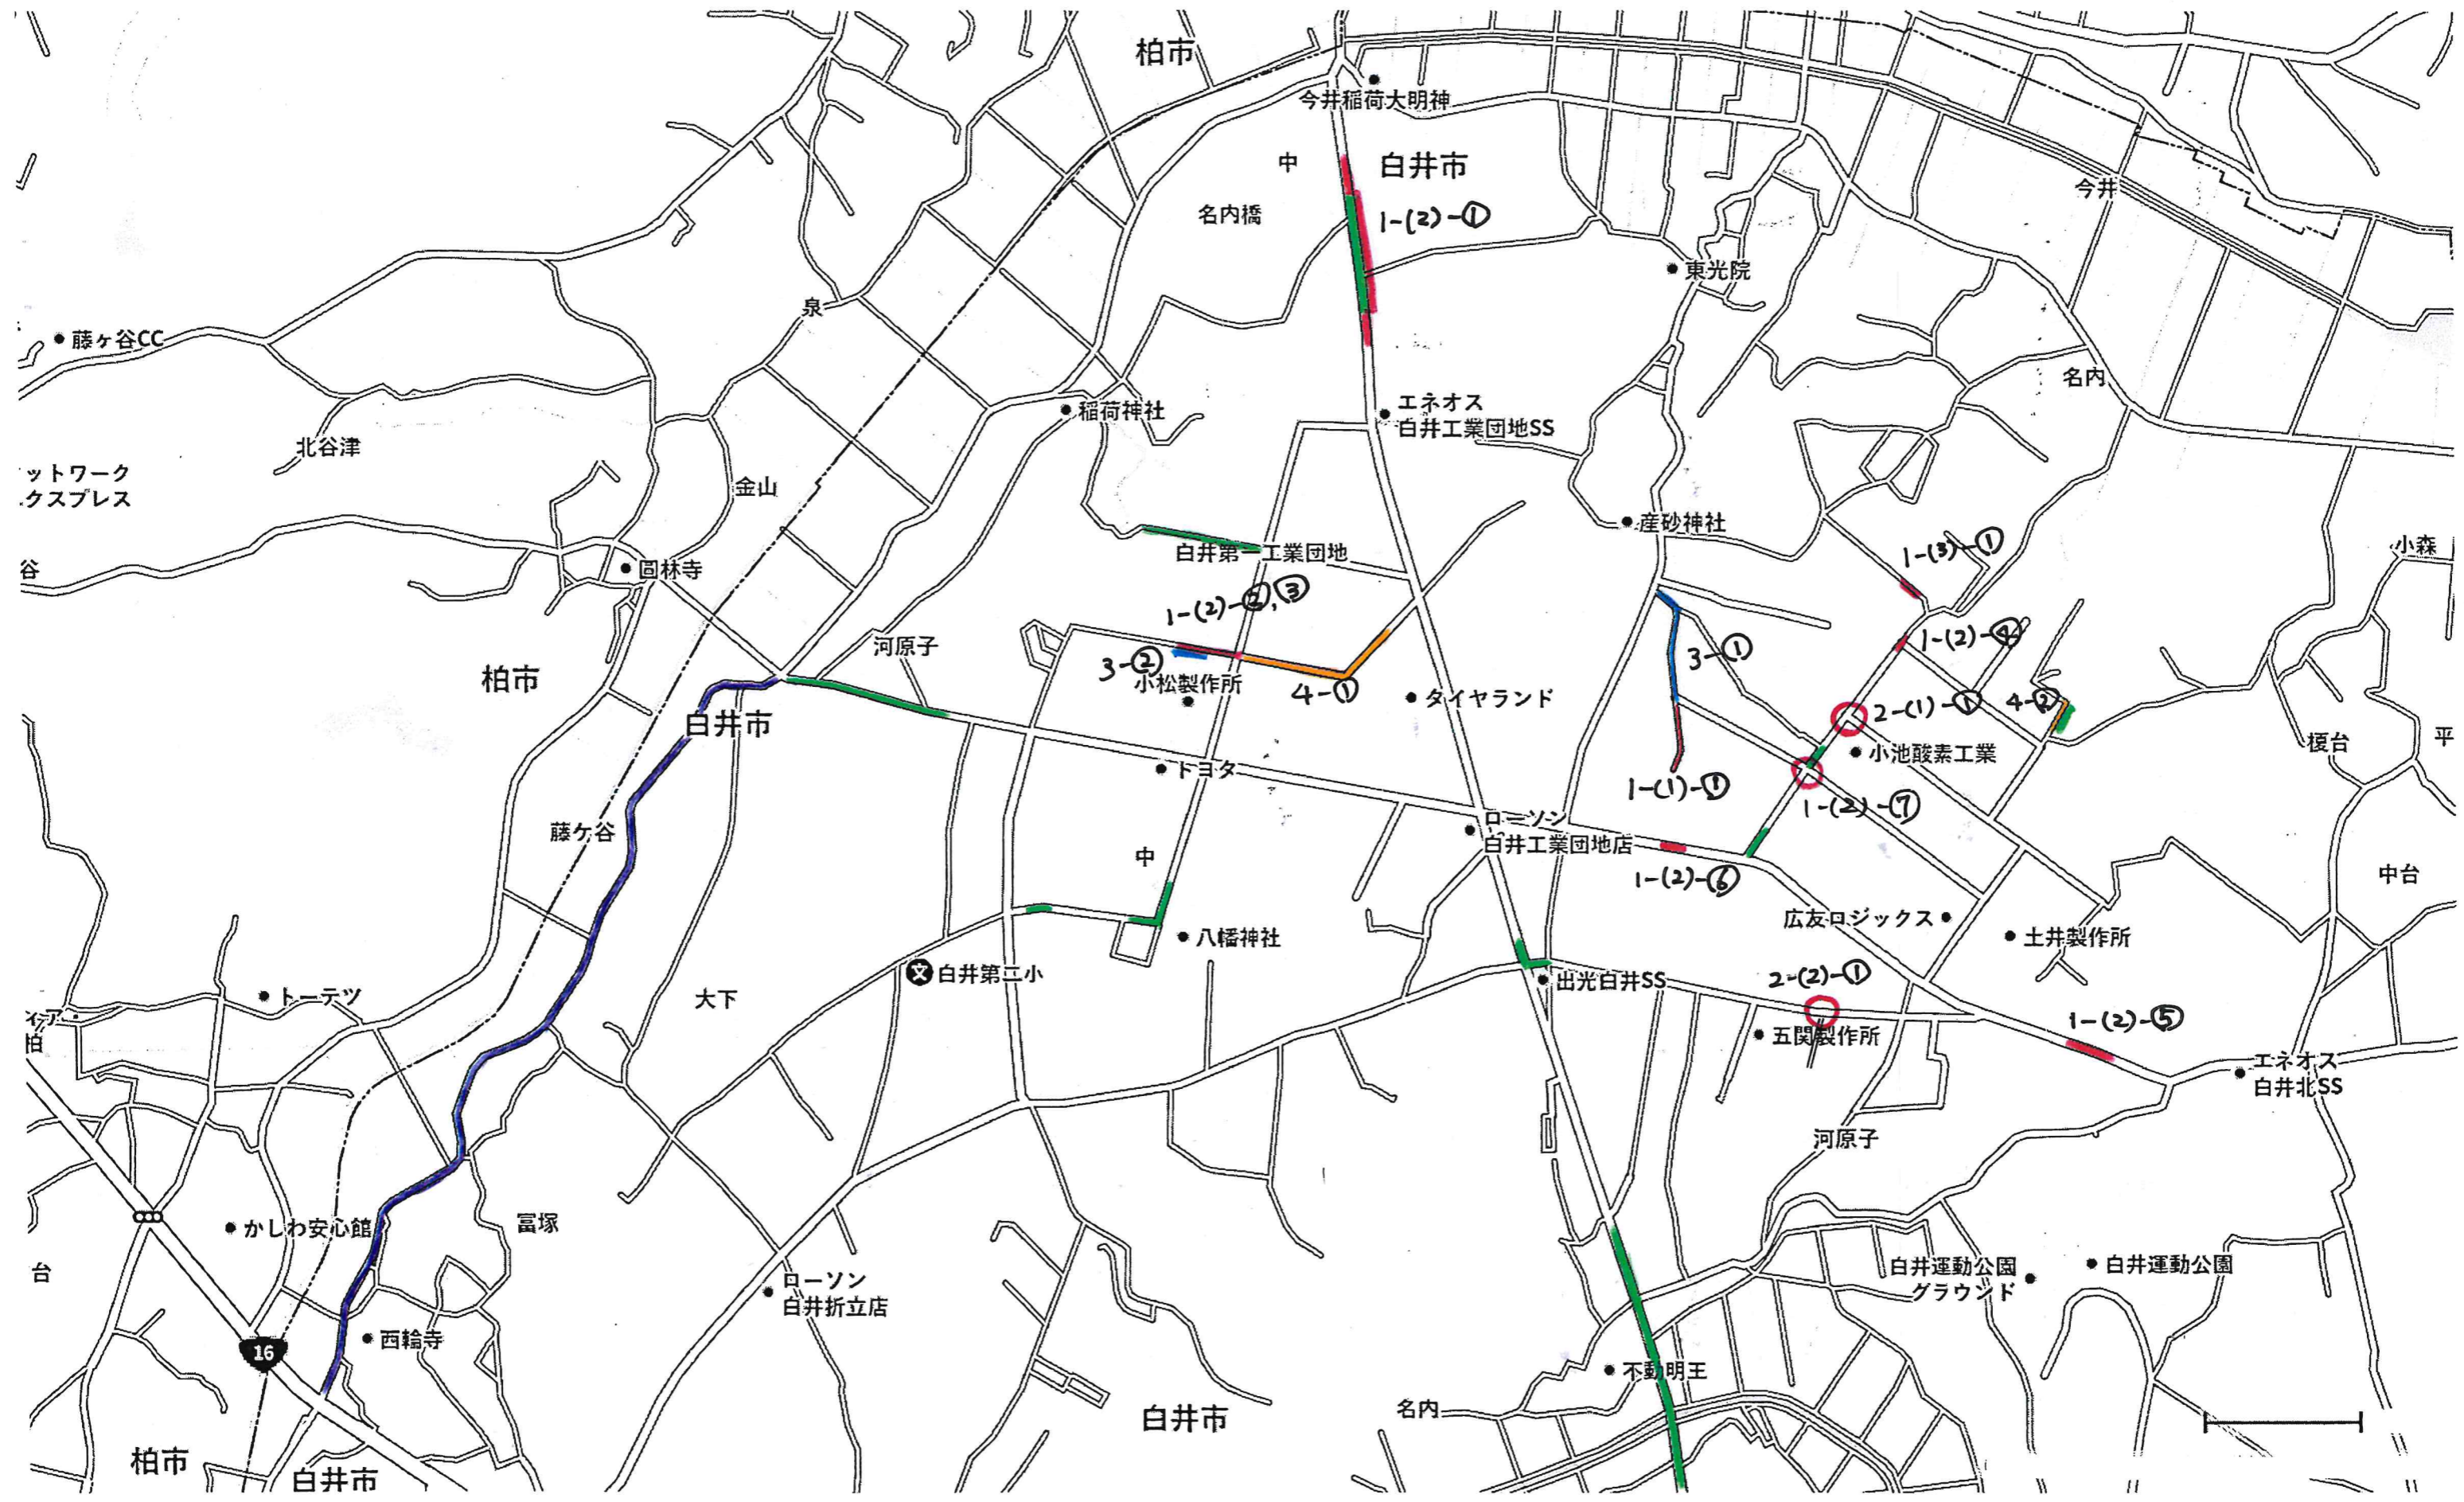 柏市
今井稲荷大明神
中
白井市
今井
名内橋
1-(2)-①
東光院
泉
藤ヶ谷CC
名内
エネオス
白井工業団地SS
稲荷神社
北谷津
ットワーク
クスプレス
金山
産砂神社
1-(3)-①
小森
白井第一工業団地
谷
圓林寺
1-(2)-②,③
1-(2)-④
河原子
3-①
3-②
柏市
小松製作所
4-①
タイヤランド
2-(1)-①
4-②
白井市
小池酸素工業
榎台
平
トヨタ
1-(1)-①
1-(2)-⑦
藤ケ谷
ローソン
白井工業団地店
中
1-(2)-⑥
中台
広友ロジックス
八幡神社
土井製作所
文
白井第二小
出光白井SS
2-(2)-①
トーテツ
大下
ィア
柏
五関製作所
1-(2)-⑤
エネオス
白井北SS
河原子
かしわ安心館
冨塚
台
白井運動公園
グラウンド
白井運動公園
ローソン
白井折立店
16
西輪寺
不動明王
名内
白井市
柏市
白井市